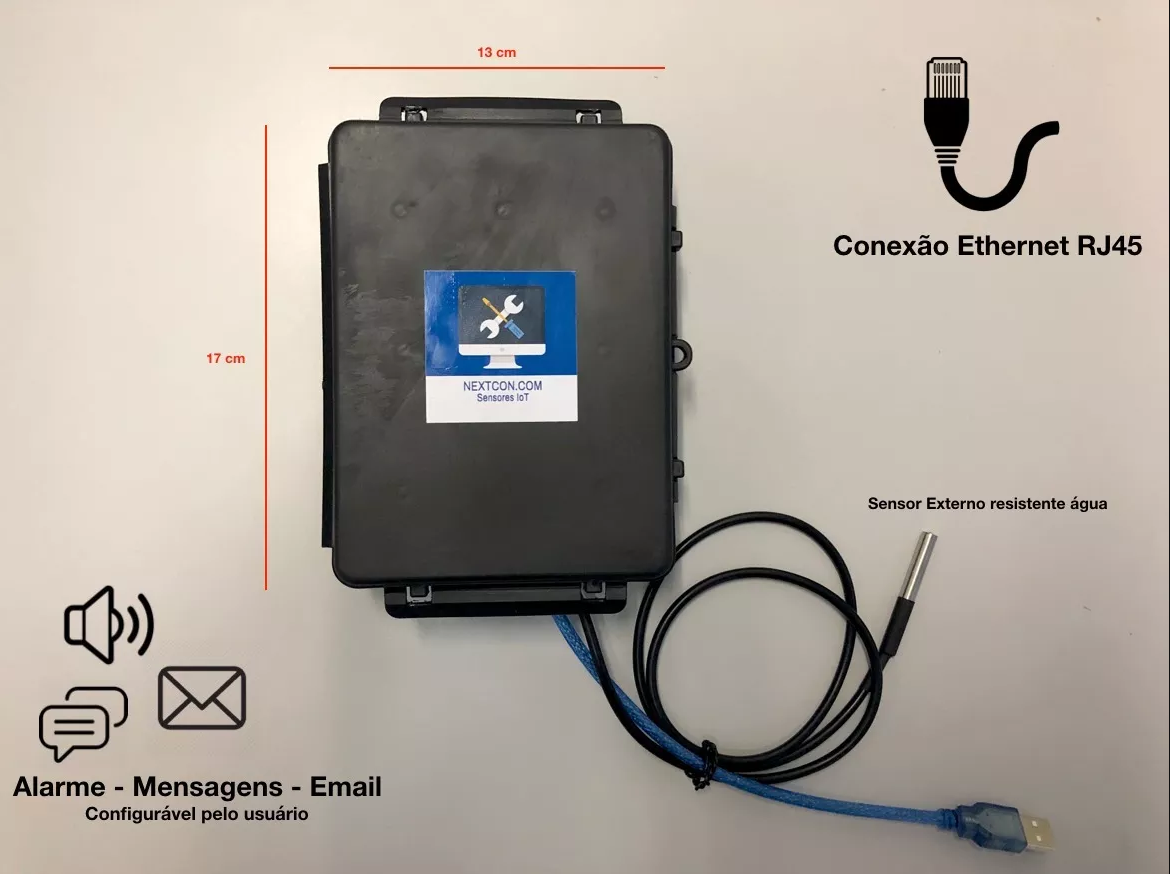 13 cm
Conexão Ethernet RJ45
17 cm
NEXTCON.COM
Sensores IoT
Sensor Externo resistente água
Alarme - Mensagens - Email
Configurável pelo usuário